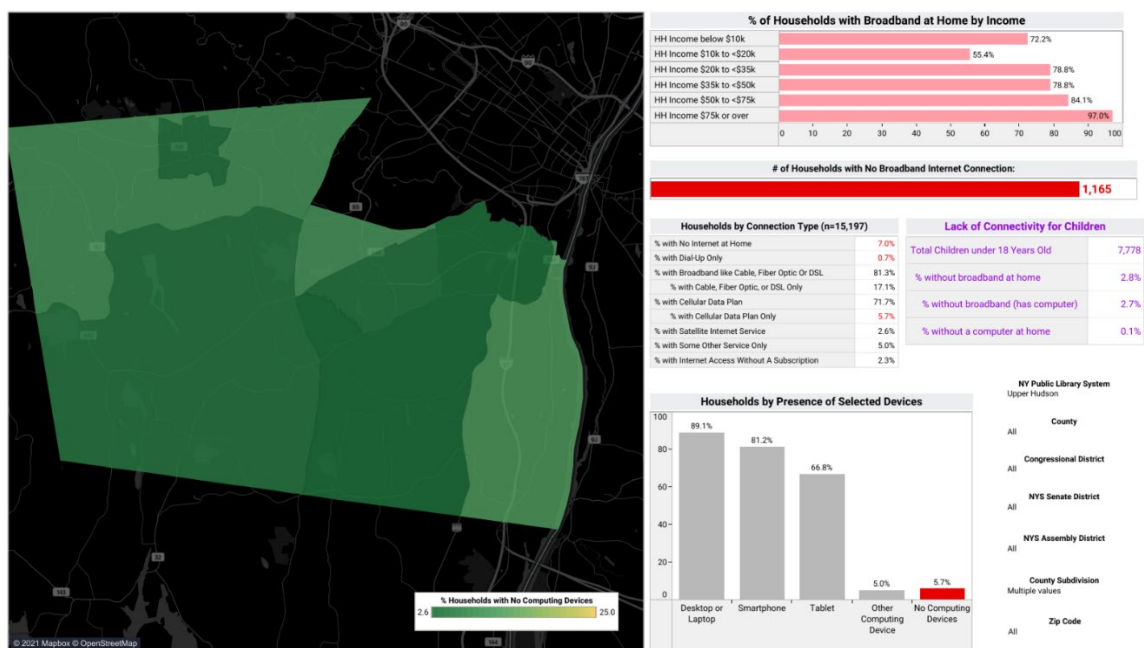 % of Households with Broadband at Home by Income
HH Income below $10k 72.2%
HH Income $10k to <$20k 55.4%
HH Income $20k to <$35k 78.8%
HH Income $35k to <$50k 78.8%
HH Income $50k to <$75k 84.1%
HH Income $75k or over 97.0%
0 10 20 30 40 50 60 70 80 90 100
# of Households with No Broadband Internet Connection:
1,165
Households by Connection Type (n=15,197)
% with No Internet at Home 7.0%
% with Dial-Up Only 0.7%
% with Broadband like Cable, Fiber Optic Or DSL 81.3%
% with Cable, Fiber Optic, or DSL Only 17.1%
% with Cellular Data Plan 71.7%
% with Cellular Data Plan Only 5.7%
% with Satellite Internet Service 2.6%
% with Some Other Service Only 5.0%
% with Internet Access Without A Subscription 2.3%
Lack of Connectivity for Children
Total Children under 18 Years Old 7,778
% without broadband at home 2.8%
% without broadband (has computer) 2.7%
% without a computer at home 0.1%
Households by Presence of Selected Devices
100
80
60
40
20
0
89.1%
81.2%
66.8%
5.0%
5.7%
Desktop or
Laptop
Smartphone
Tablet
Other
Computing
Device
No Computing
Devices
NY Public Library System
Upper Hudson
County
All
Congressional District
All
NYS Senate District
All
NYS Assembly District
All
County Subdivision
Multiple values
Zip Code
All
% Households with No Computing Devices
2.6 25.0
© 2021 Mapbox © OpenStreetMap